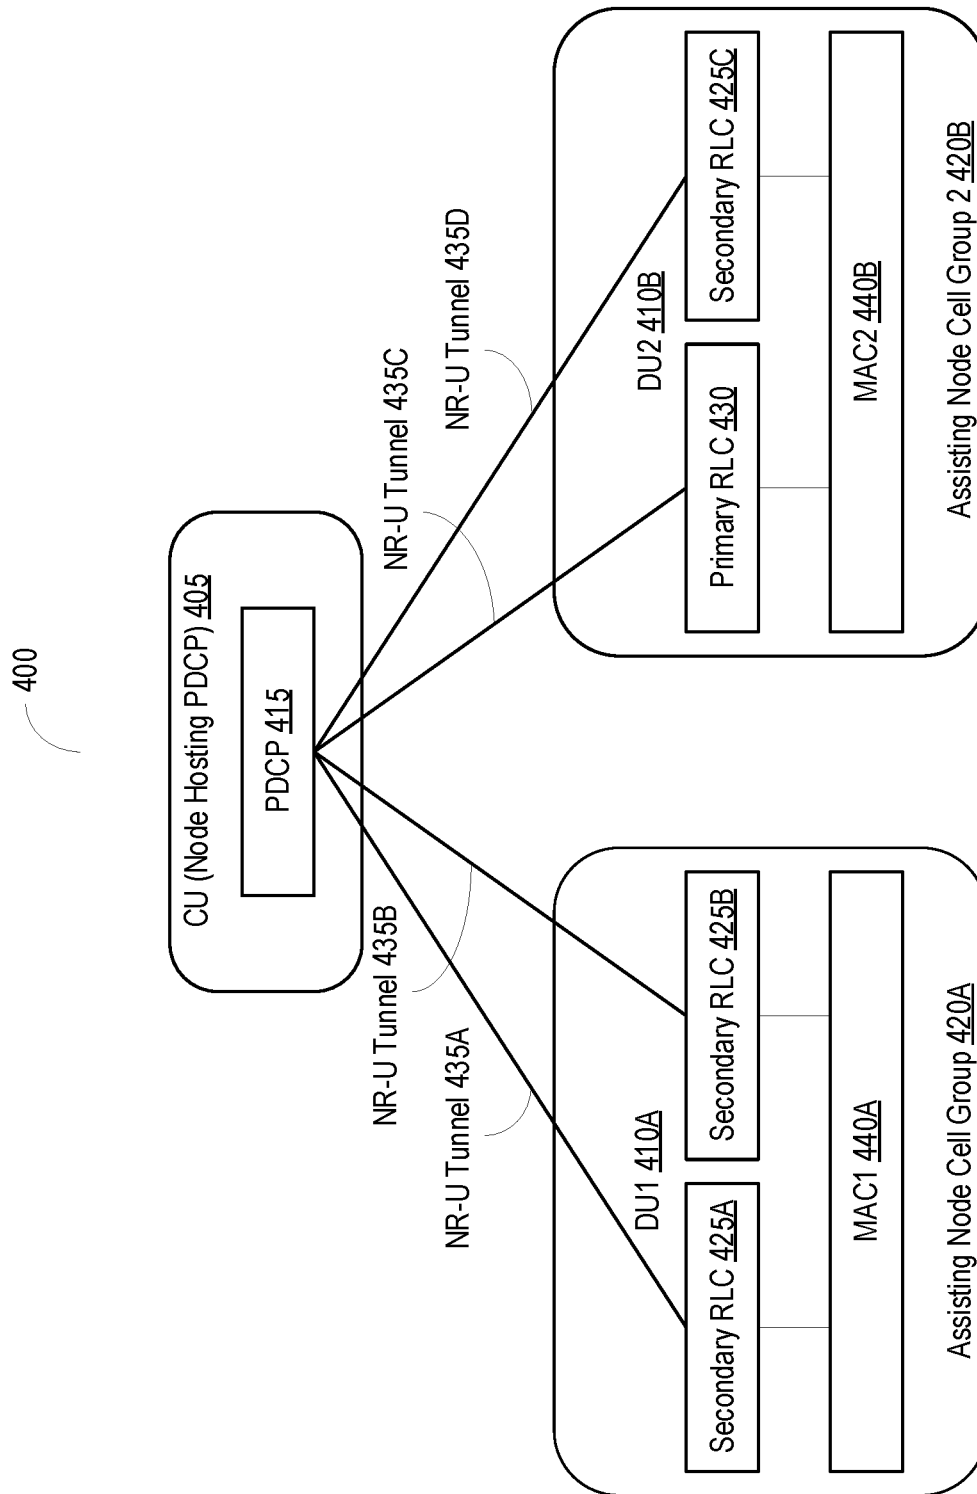 400
CU (Node Hosting PDCP) 405
PDCP 415
NR-U Tunnel 435A
NR-U Tunnel 435B
NR-U Tunnel 435C
NR-U Tunnel 435D
DU1 410A
Secondary RLC 425A
Secondary RLC 425B
MAC1 440A
Assisting Node Cell Group 420A
DU2 410B
Primary RLC 430
Secondary RLC 425C
MAC2 440B
Assisting Node Cell Group 2 420B